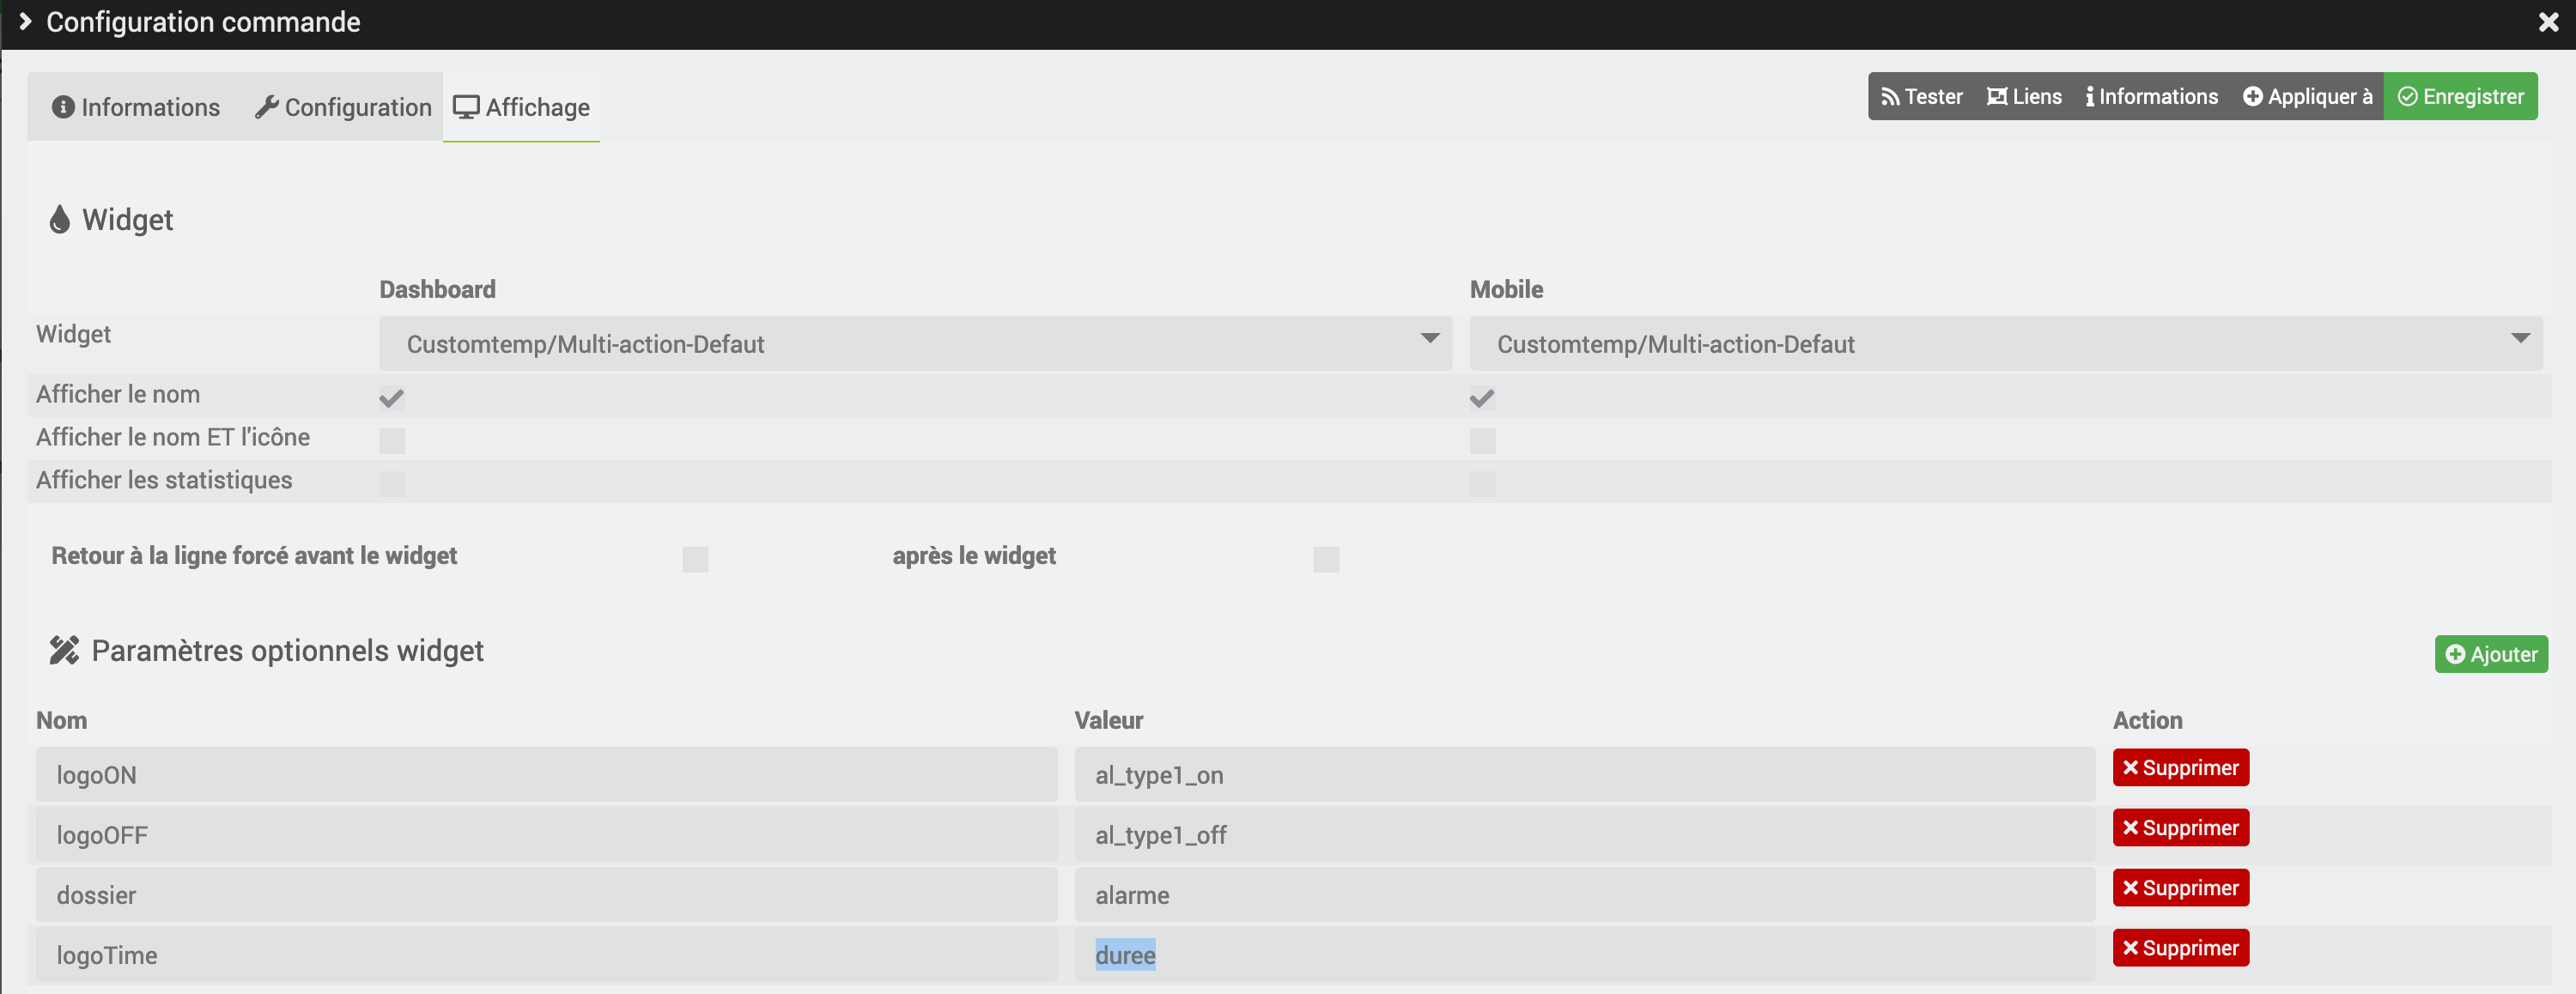 Configuration commande
Informations Configuration Affichage Tester Liens Informations Appliquer à Enregistrer
Widget
Dashboard Mobile
Widget Customtemp/Multi-action-Defaut Customtemp/Multi-action-Defaut
Afficher le nom
Afficher le nom ET l'icône
Afficher les statistiques
Retour à la ligne forcé avant le widget après le widget
Paramètres optionnels widget Ajouter
Nom Valeur Action
logoON al_type1_on Supprimer
logoOFF al_type1_off Supprimer
dossier alarme Supprimer
logoTime duree Supprimer